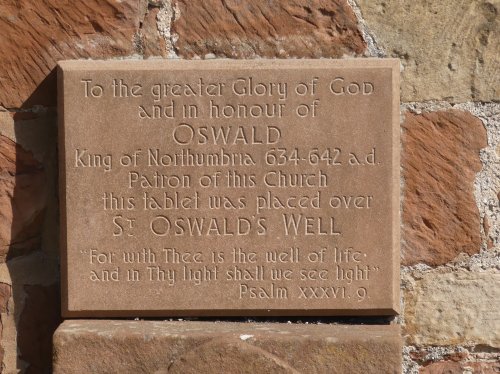 To the greater Glory of God
and in honour of
OSWALD
King of Northumbria 634-642 a.d.
Patron of this Church
this tablet was placed over
St. Oswald's Well
"For with Thee is the well of life·
and in Thy light shall we see light"
Psalm xxxvi. 9.